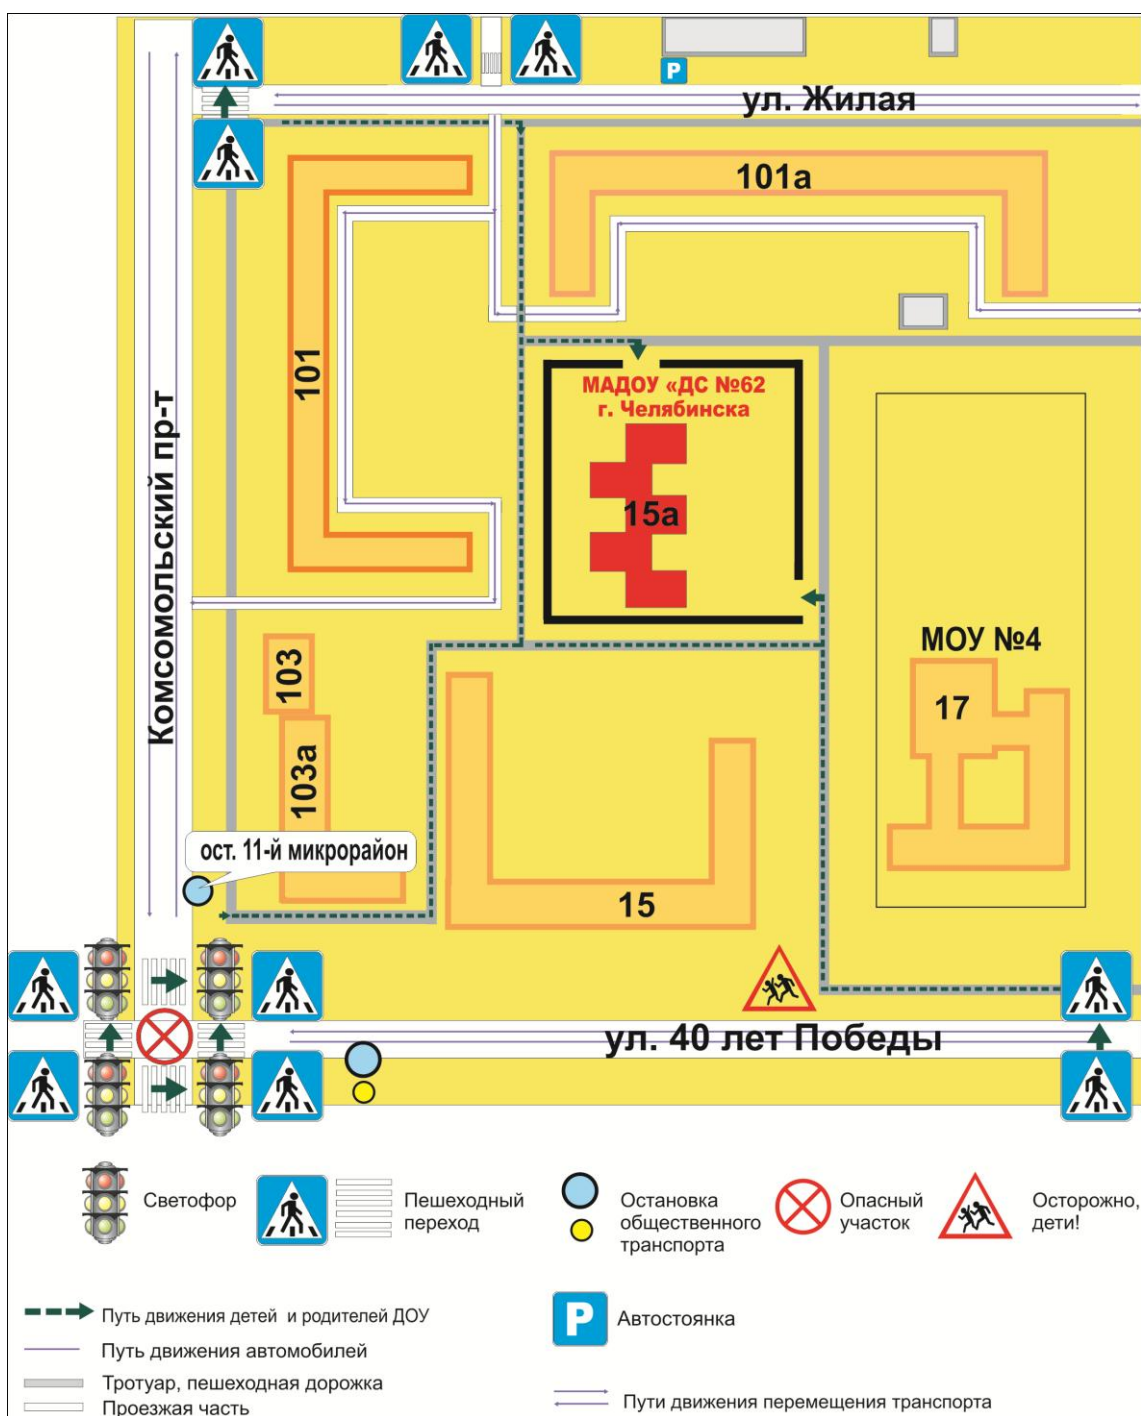 P
ул. Жилая
101а
101
МАДОУ «ДС №62
г. Челябинска
15а
Комсомольский пр-т
МОУ №4
17
103
103а
ост. 11-й микрорайон
15
ул. 40 лет Победы
Светофор
Пешеходный
переход
Остановка
общественного
транспорта
Опасный
участок
Осторожно,
дети!
Путь движения детей и родителей ДОУ
P
Автостоянка
Путь движения автомобилей
Тротуар, пешеходная дорожка
Проезжая часть
Пути движения перемещения транспорта